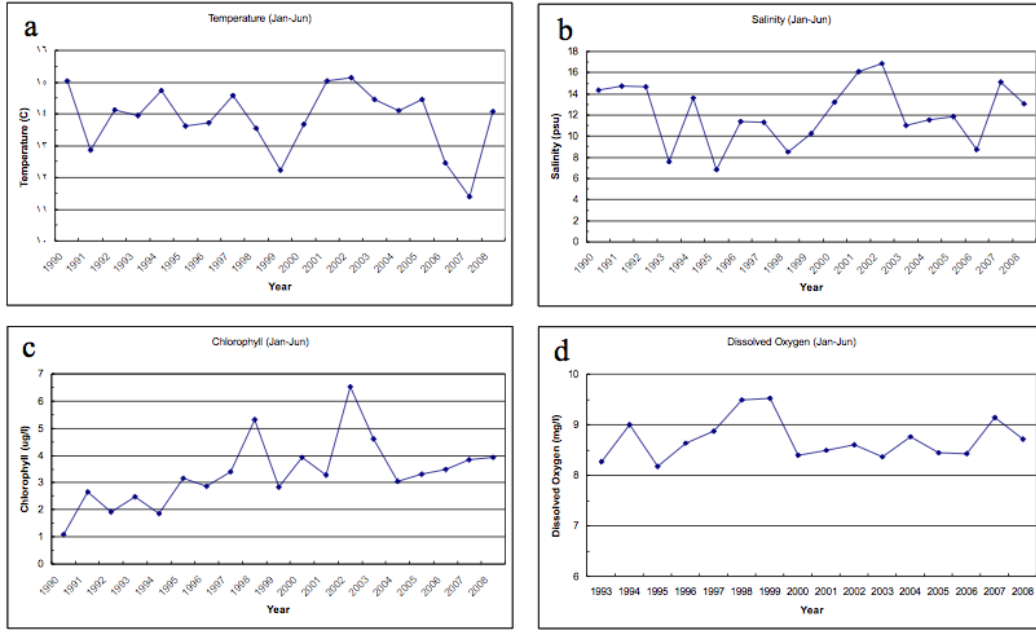 a
Temperature (Jan-Jun)
١٦
١٥
١٤
١٣
١٢
١١
١٠
Temperature (C)
1990 1991 1992 1993 1994 1995 1996 1997 1998 1999 2000 2001 2002 2003 2004 2005 2006 2007 2008
Year
b
Salinity (Jan-Jun)
18
16
14
12
10
8
6
4
2
0
Salinity (psu)
1990 1991 1992 1993 1994 1995 1996 1997 1998 1999 2000 2001 2002 2003 2004 2005 2006 2007 2008
Year
c
Chlorophyll (Jan-Jun)
7
6
5
4
3
2
1
0
Chlorophyll (ug/l)
1990 1991 1992 1993 1994 1995 1996 1997 1998 1999 2000 2001 2002 2003 2004 2005 2006 2007 2008
Year
d
Dissolved Oxygen (Jan-Jun)
10
9
8
7
6
Dissolved Oxygen (mg/l)
1993 1994 1995 1996 1997 1998 1999 2000 2001 2002 2003 2004 2005 2006 2007 2008
Year